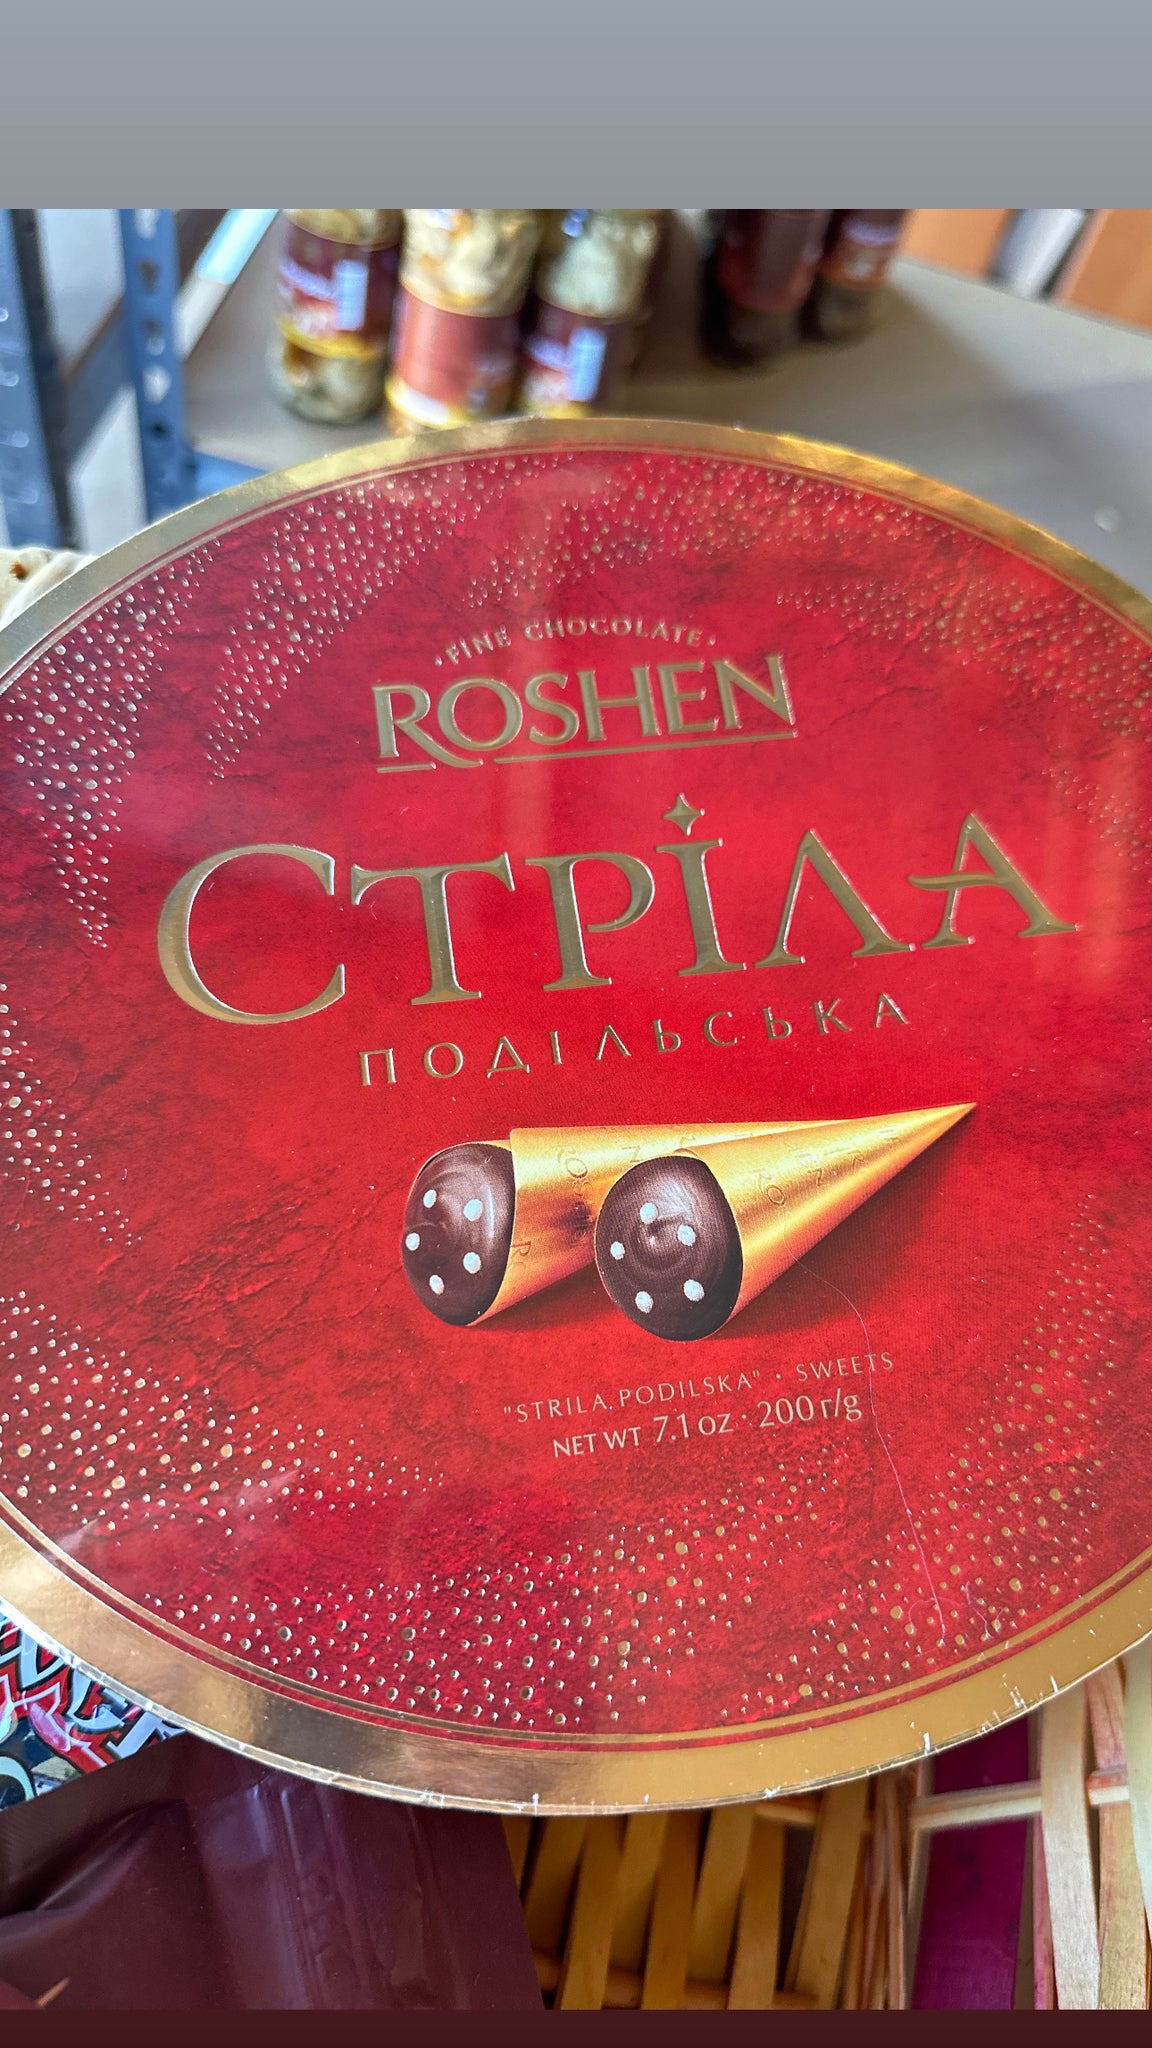 ·FINE CHOCOLATE·
ROSHEN
СТРІЛА
ПОДІЛЬСЬКА
"STRILA PODILSKA" · SWEETS
NET WT 7.1 oz · 200 г/g